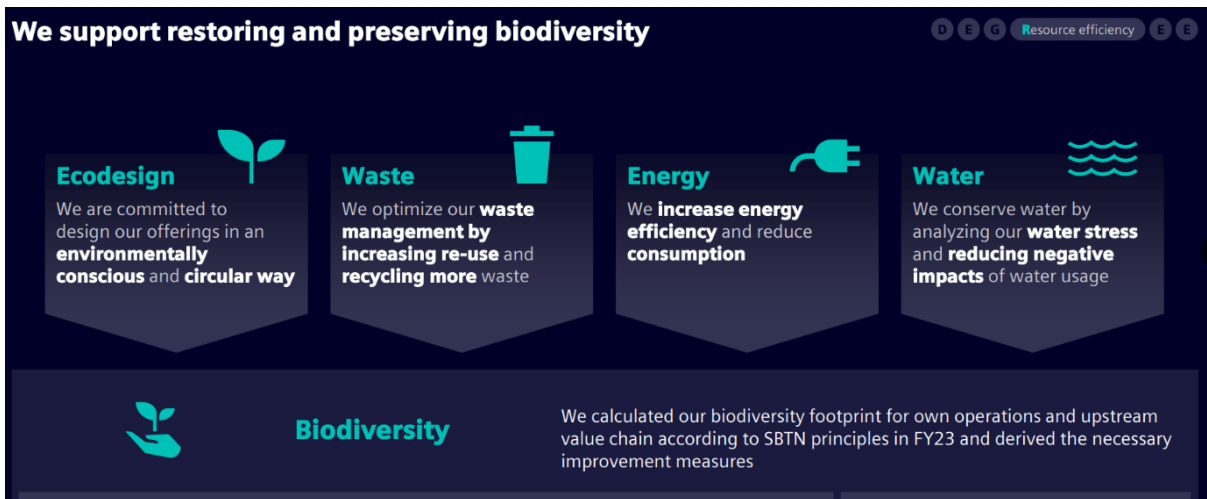 We support restoring and preserving biodiversity
D E G Resource efficiency E E
Ecodesign
We are committed to
design our offerings in an
environmentally
conscious and circular way
Waste
We optimize our waste
management by
increasing re-use and
recycling more waste
Energy
We increase energy
efficiency and reduce
consumption
Water
We conserve water by
analyzing our water stress
and reducing negative
impacts of water usage
Biodiversity
We calculated our biodiversity footprint for own operations and upstream
value chain according to SBTN principles in FY23 and derived the necessary
improvement measures